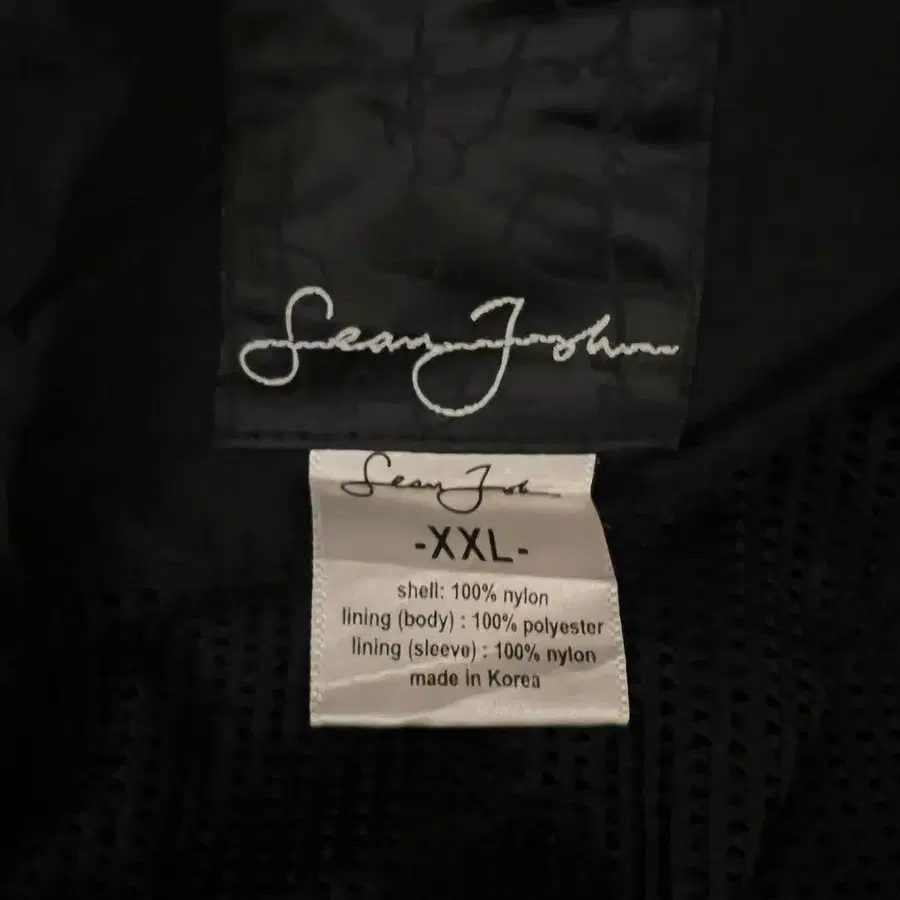 Sean John
Sean John
-XXL-
shell: 100% nylon
lining (body) : 100% polyester
lining (sleeve) : 100% nylon
made in Korea